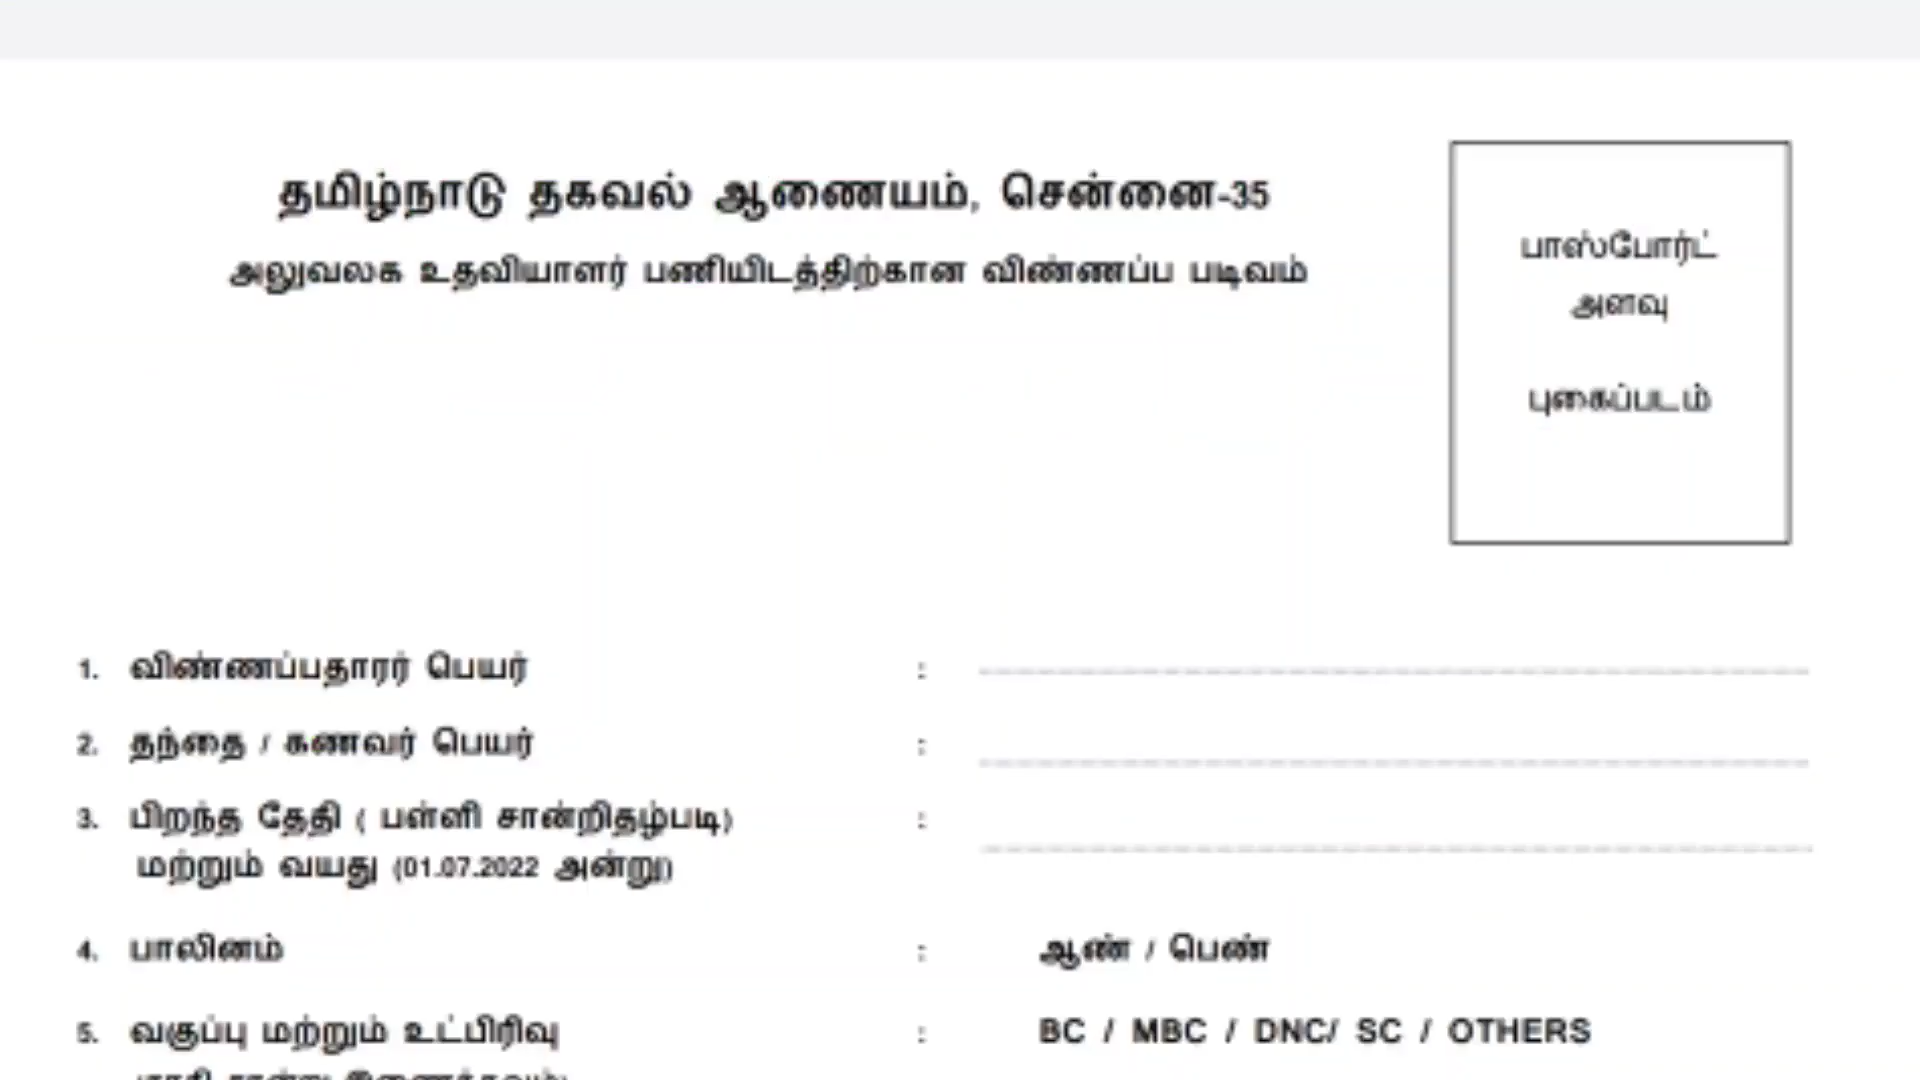 தமிழ்நாடு தகவல் ஆணையம், சென்னை-35
அலுவலக உதவியாளர் பணியிடத்திற்கான விண்ணப்ப படிவம்
பாஸ்போர்ட்
அளவு
புகைப்படம்
1. விண்ணப்பதாரர் பெயர் :
2. தந்தை / கணவர் பெயர் :
3. பிறந்த தேதி ( பள்ளி சான்றிதழ்படி) :
மற்றும் வயது (01.07.2022 அன்று)
4. பாலினம் : ஆண் / பெண்
5. வகுப்பு மற்றும் உட்பிரிவு : BC / MBC / DNC/ SC / OTHERS